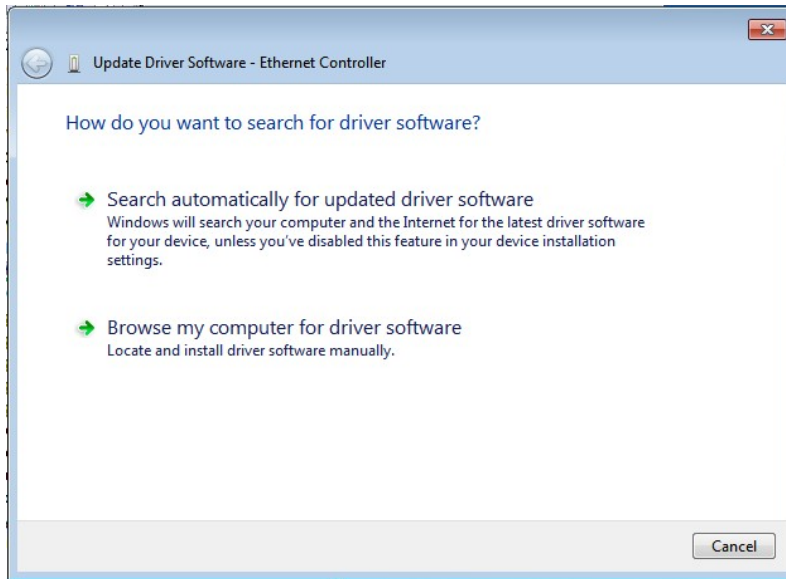 Update Driver Software - Ethernet Controller
How do you want to search for driver software?
Search automatically for updated driver software
Windows will search your computer and the Internet for the latest driver software
for your device, unless you've disabled this feature in your device installation
settings.
Browse my computer for driver software
Locate and install driver software manually.
Cancel